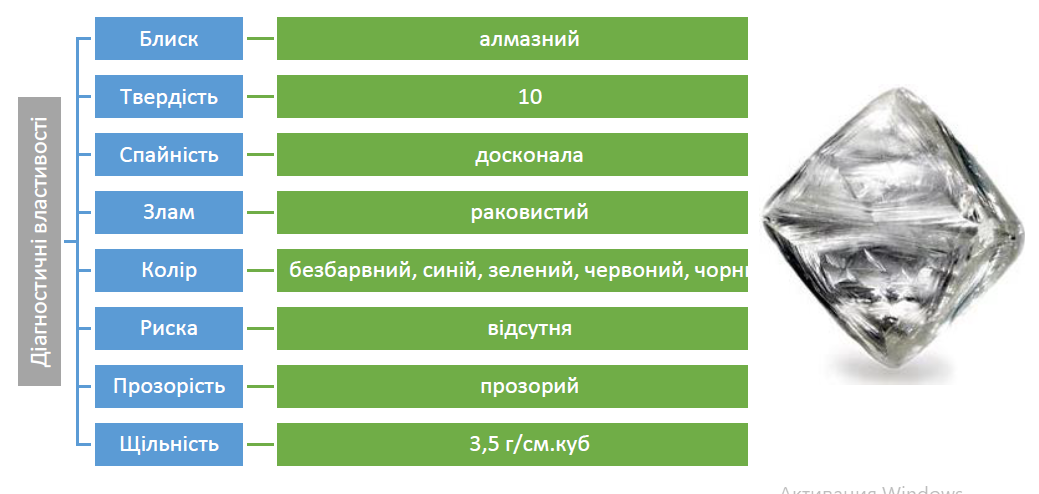 Діагностичні властивості
Блиск
алмазний
Твердість
10
Спайність
досконала
Злам
раковистий
Колір
безбарвний, синій, зелений, червоний,
Риска
відсутня
Прозорість
прозорий
Щільність
3,5 г/см.куб